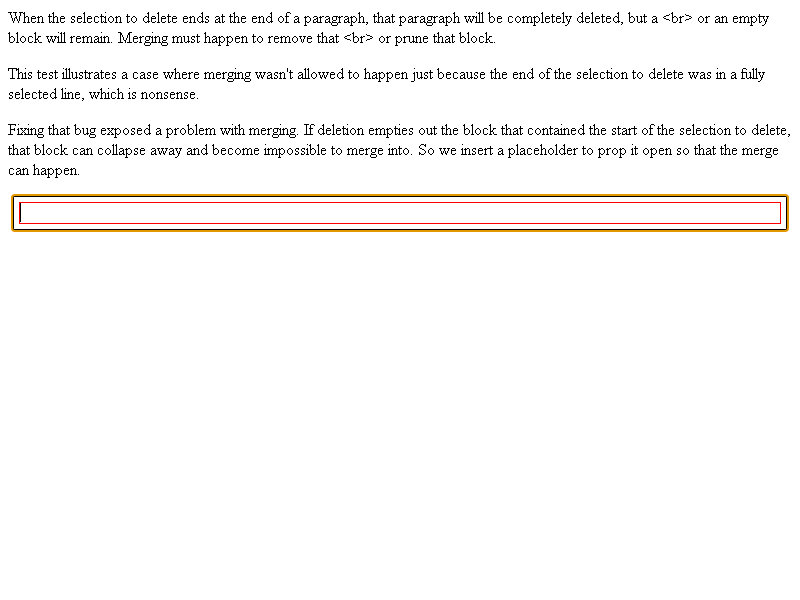 When the selection to delete ends at the end of a paragraph, that paragraph will be completely deleted, but a <br> or an empty
block will remain. Merging must happen to remove that <br> or prune that block.
This test illustrates a case where merging wasn't allowed to happen just because the end of the selection to delete was in a fully
selected line, which is nonsense.
Fixing that bug exposed a problem with merging. If deletion empties out the block that contained the start of the selection to delete,
that block can collapse away and become impossible to merge into. So we insert a placeholder to prop it open so that the merge
can happen.